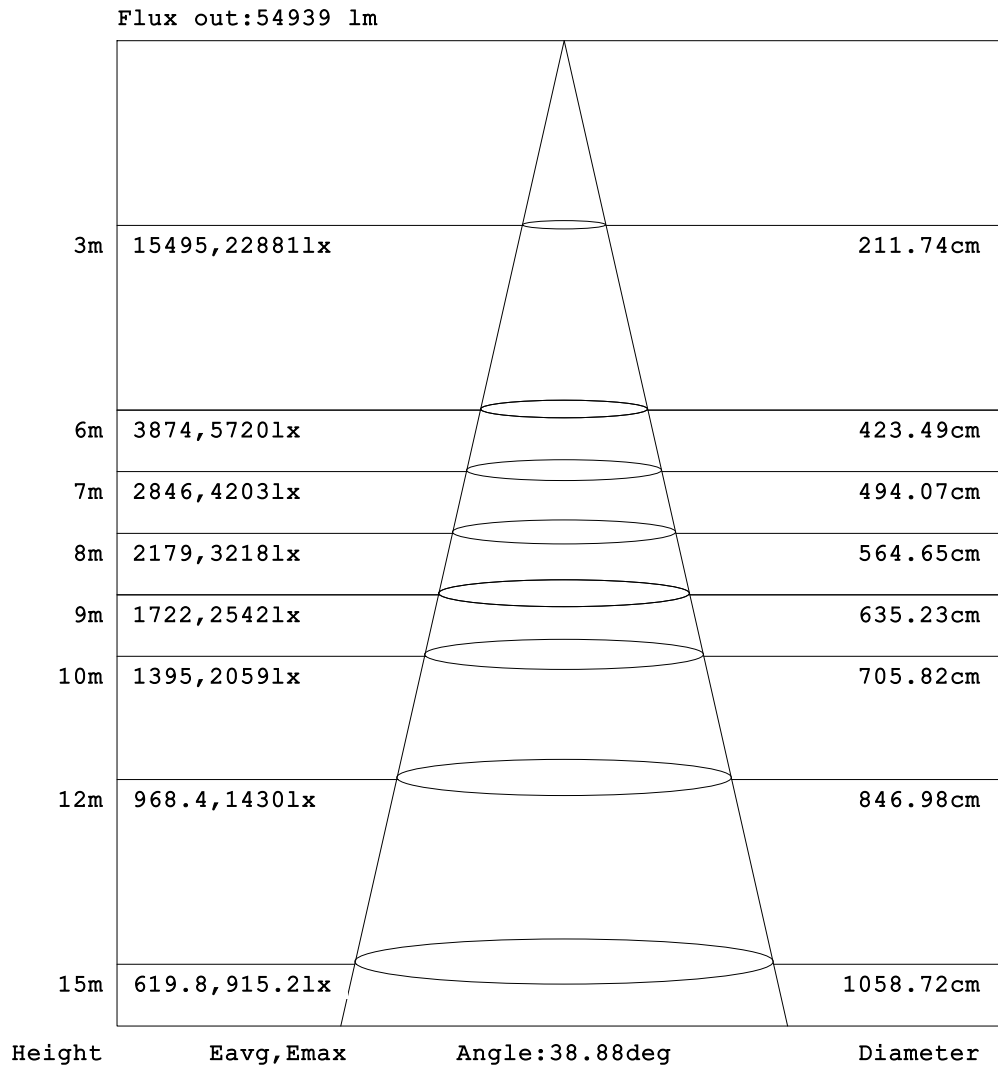 Flux out:54939 lm
3m 15495,22881lx 211.74cm
6m 3874,5720lx 423.49cm
7m 2846,4203lx 494.07cm
8m 2179,3218lx 564.65cm
9m 1722,2542lx 635.23cm
10m 1395,2059lx 705.82cm
12m 968.4,1430lx 846.98cm
15m 619.8,915.2lx 1058.72cm
Height Eavg,Emax Angle:38.88deg Diameter